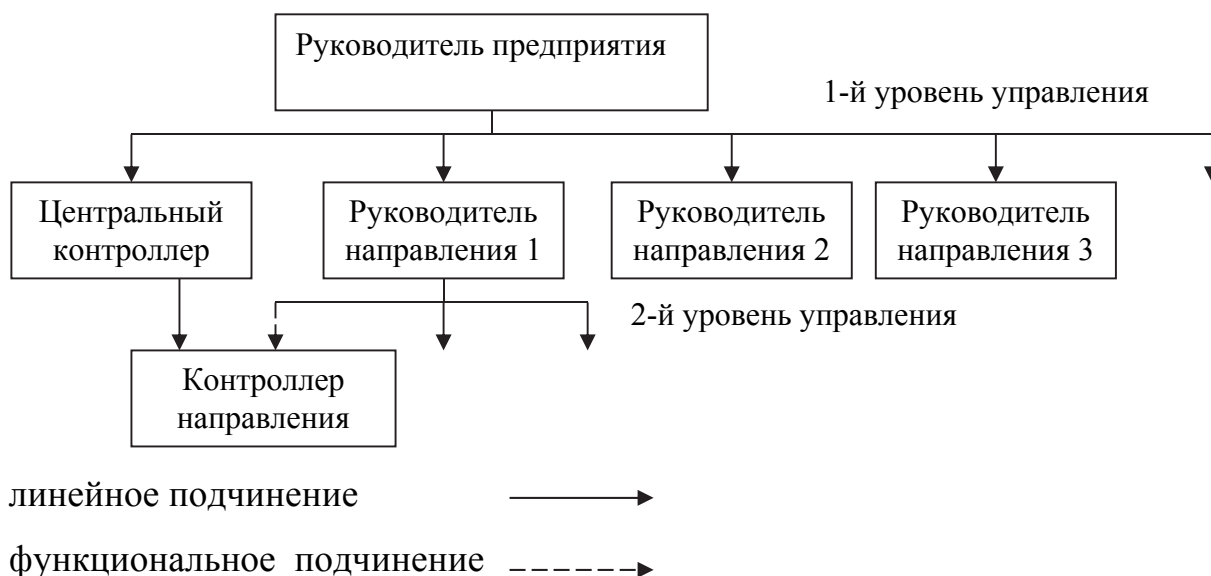 Руководитель предприятия
1-й уровень управления
Центральный
контроллер
Руководитель
направления 1
Руководитель
направления 2
Руководитель
направления 3
2-й уровень управления
Контроллер
направления
линейное подчинение
функциональное подчинение